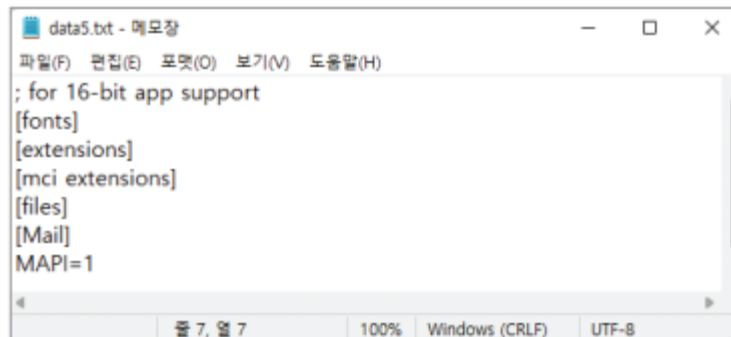 data5.txt - 메모장
파일(F) 편집(E) 포맷(O) 보기(V) 도움말(H)
; for 16-bit app support
[fonts]
[extensions]
[mci extensions]
[files]
[Mail]
MAPI=1
줄 7, 열 7 100% Windows (CRLF) UTF-8